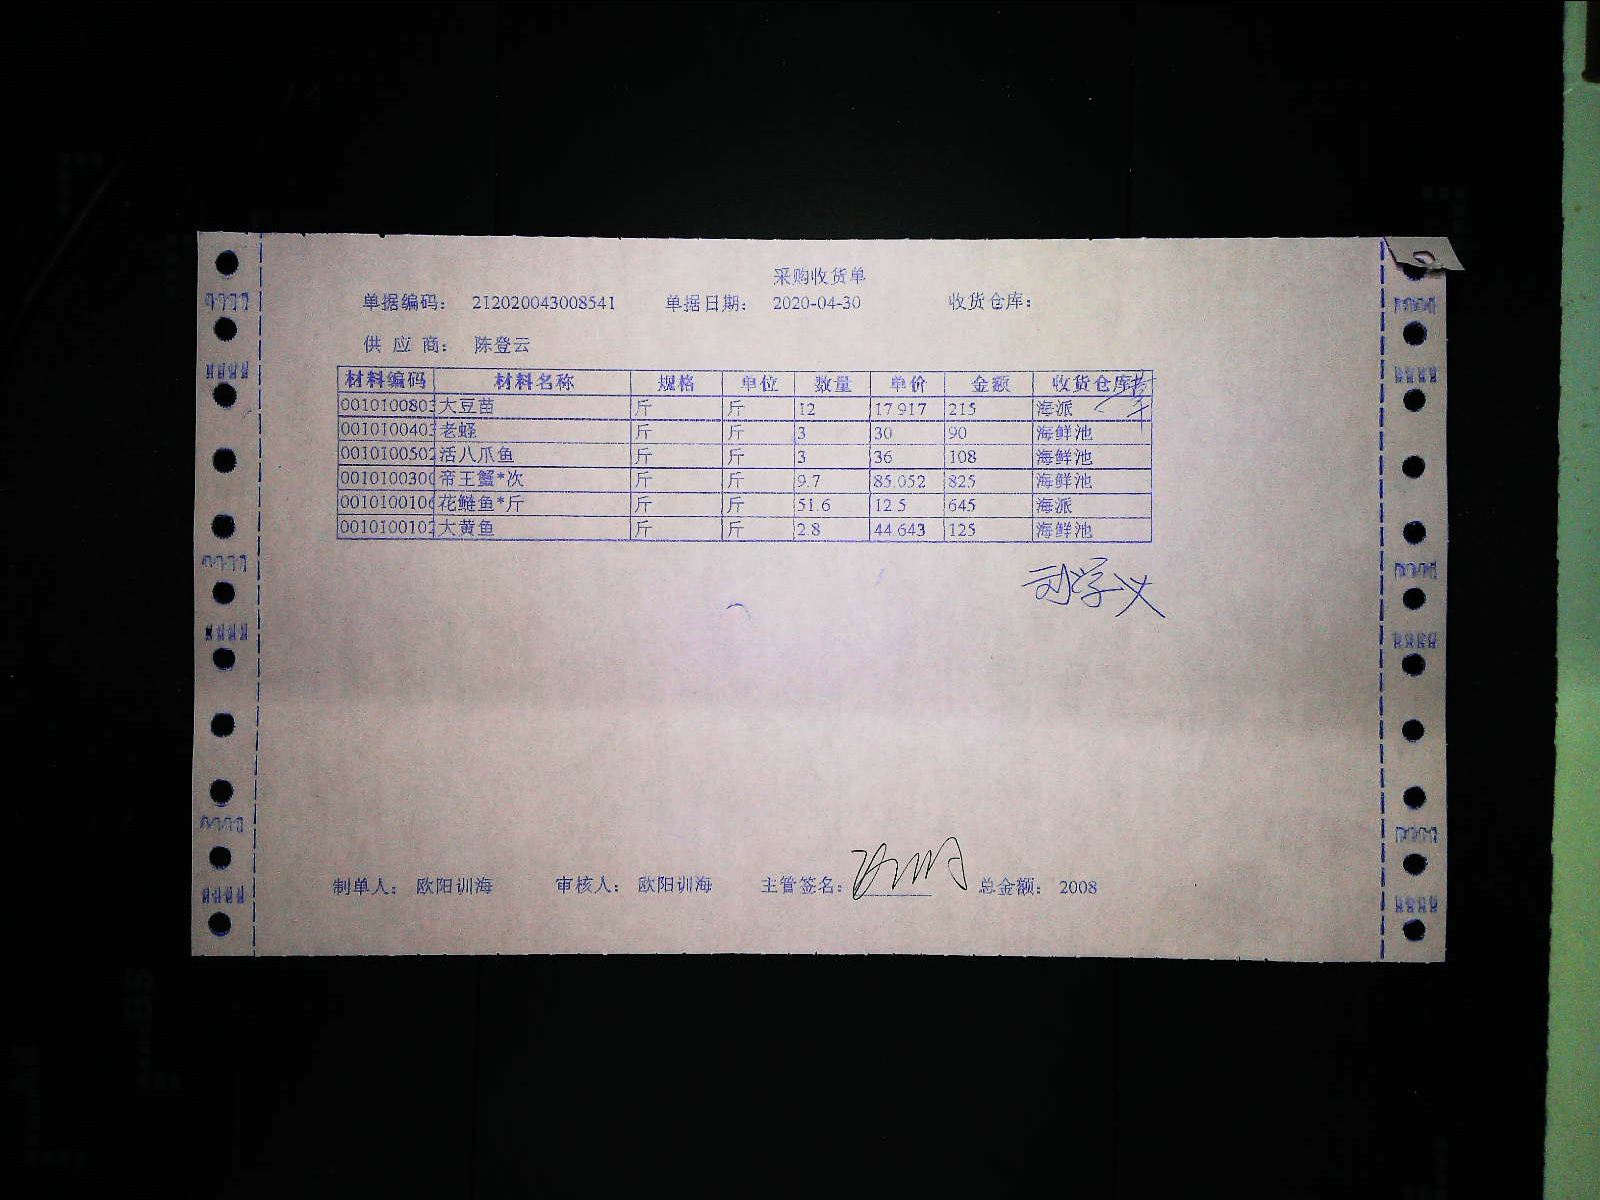 采购收货单
单据编码： 212020043008541 单据日期： 2020-04-30 收货仓库：
供 应 商： 陈登云
材料编码 材料名称 规格 单位 数量 单价 金额 收货仓库
0010100803 大豆苗 斤 斤 12 17.917 215 海派
0010100403 老蛏 斤 斤 3 30 90 海鲜池
0010100502 活八爪鱼 斤 斤 3 36 108 海鲜池
0010100300 帝王蟹*次 斤 斤 9.7 85.052 825 海鲜池
0010100106 花鲢鱼*斤 斤 斤 51.6 12.5 645 海派
0010100102 大黄鱼 斤 斤 2.8 44.643 125 海鲜池
制单人： 欧阳训海 审核人： 欧阳训海 主管签名： 总金额： 2008